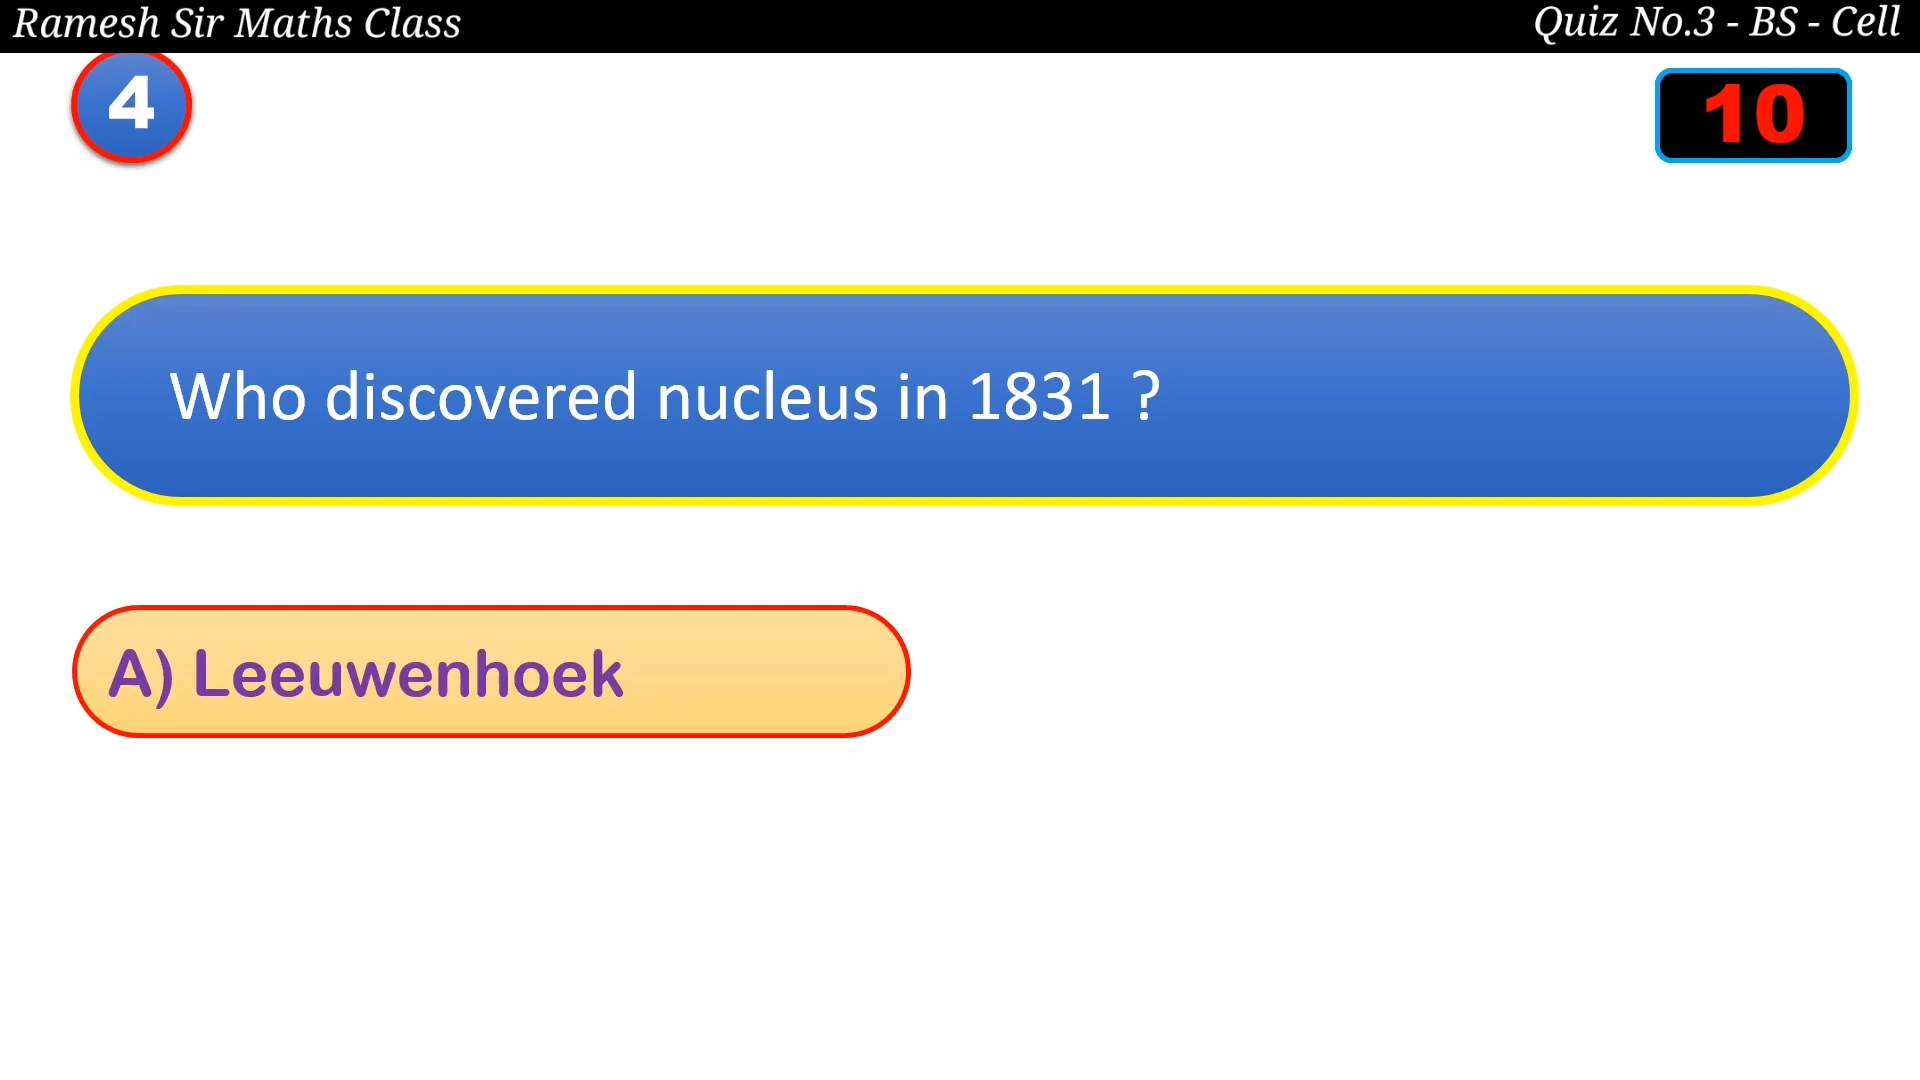 Ramesh Sir Maths Class
Quiz No.3 - BS - Cell
4
10
Who discovered nucleus in 1831 ?
A) Leeuwenhoek